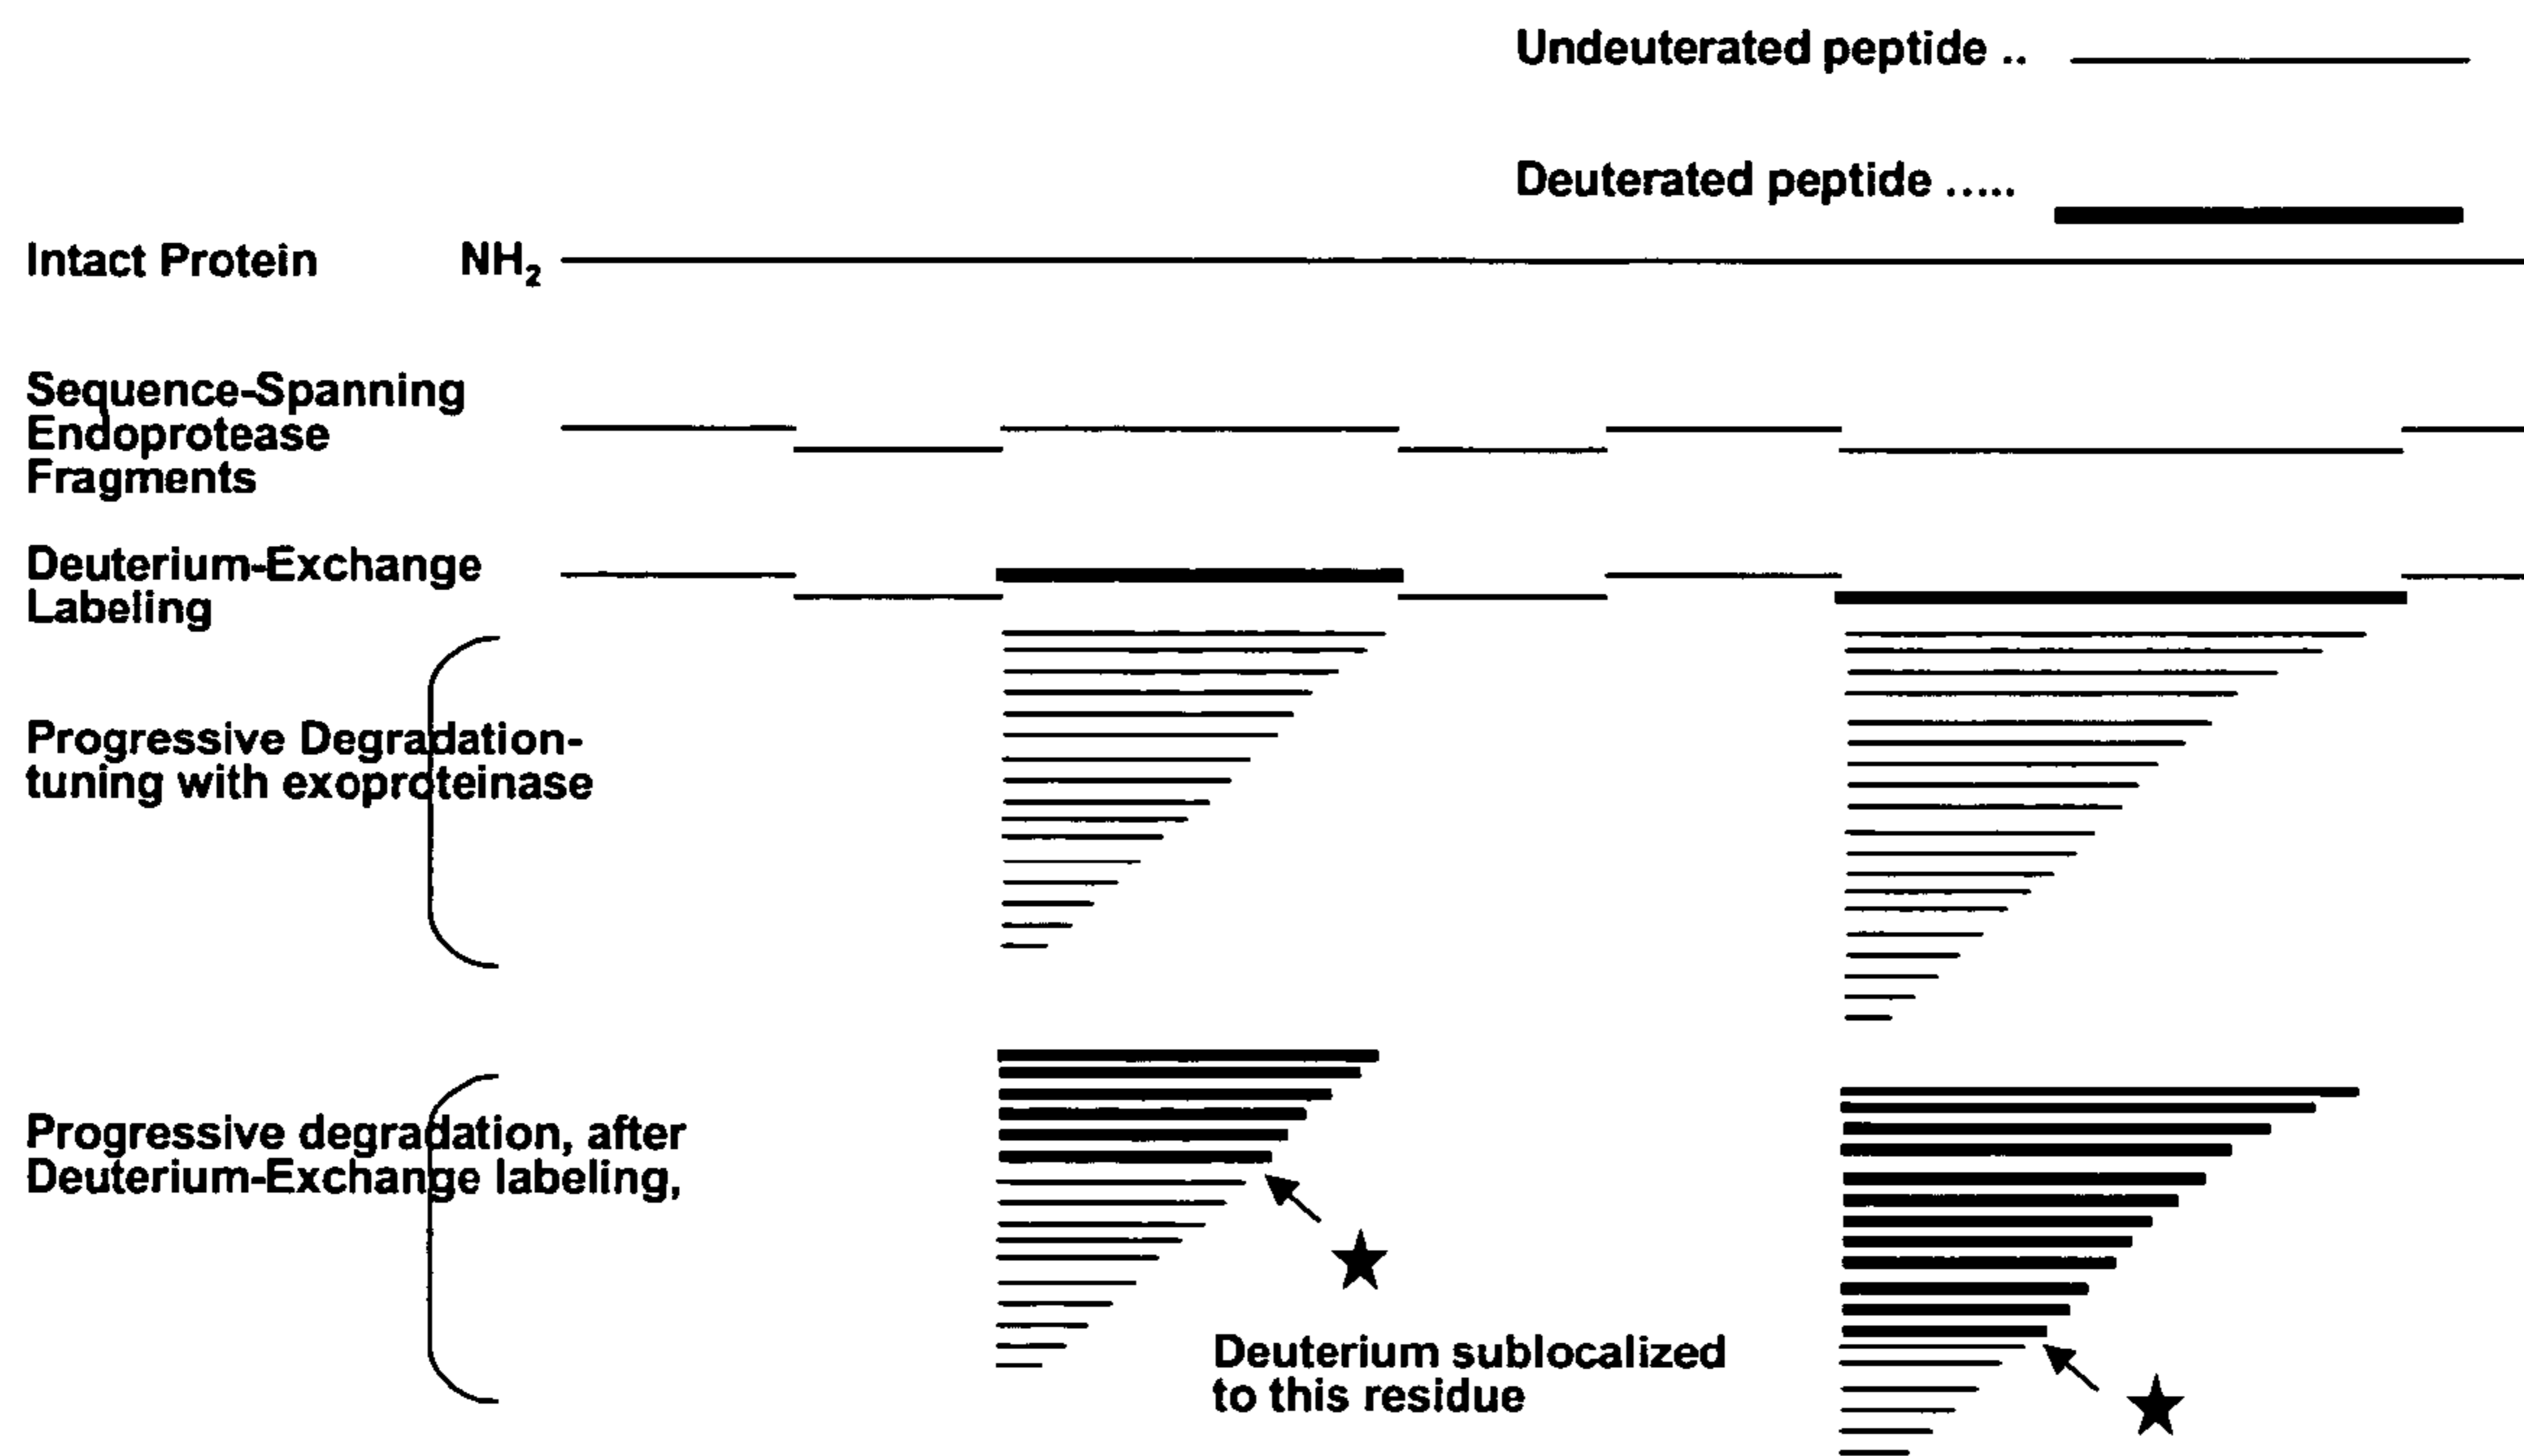 Undeuterated peptide ..
Deuterated peptide .....
Intact Protein NH2
Sequence-Spanning
Endoprotease
Fragments
Deuterium-Exchange
Labeling
Progressive Degradation-
tuning with exoproteinase
Progressive degradation, after
Deuterium-Exchange labeling,
Deuterium sublocalized
to this residue